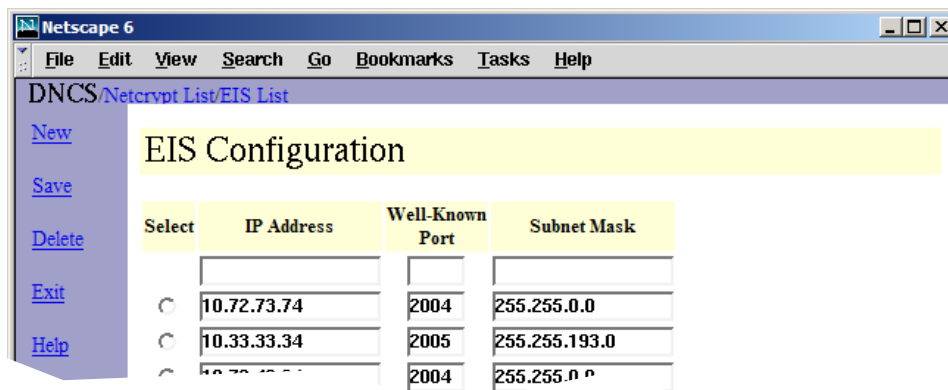 Netscape 6
File Edit View Search Go Bookmarks Tasks Help
DNCS/Netcrypt List/EIS List
New
Save
Delete
Exit
Help
EIS Configuration
Select IP Address Well-Known Port Subnet Mask
10.72.73.74 2004 255.255.0.0
10.33.33.34 2005 255.255.193.0
2004